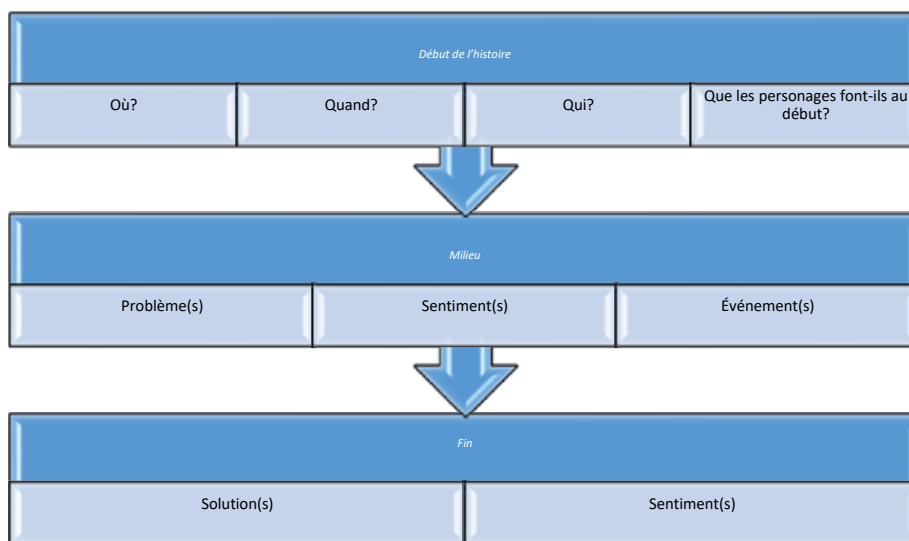 Début de l'histoire
Où?
Quand?
Qui?
Que les personages font-ils au
début?
Milieu
Problème(s)
Sentiment(s)
Événement(s)
Fin
Solution(s)
Sentiment(s)